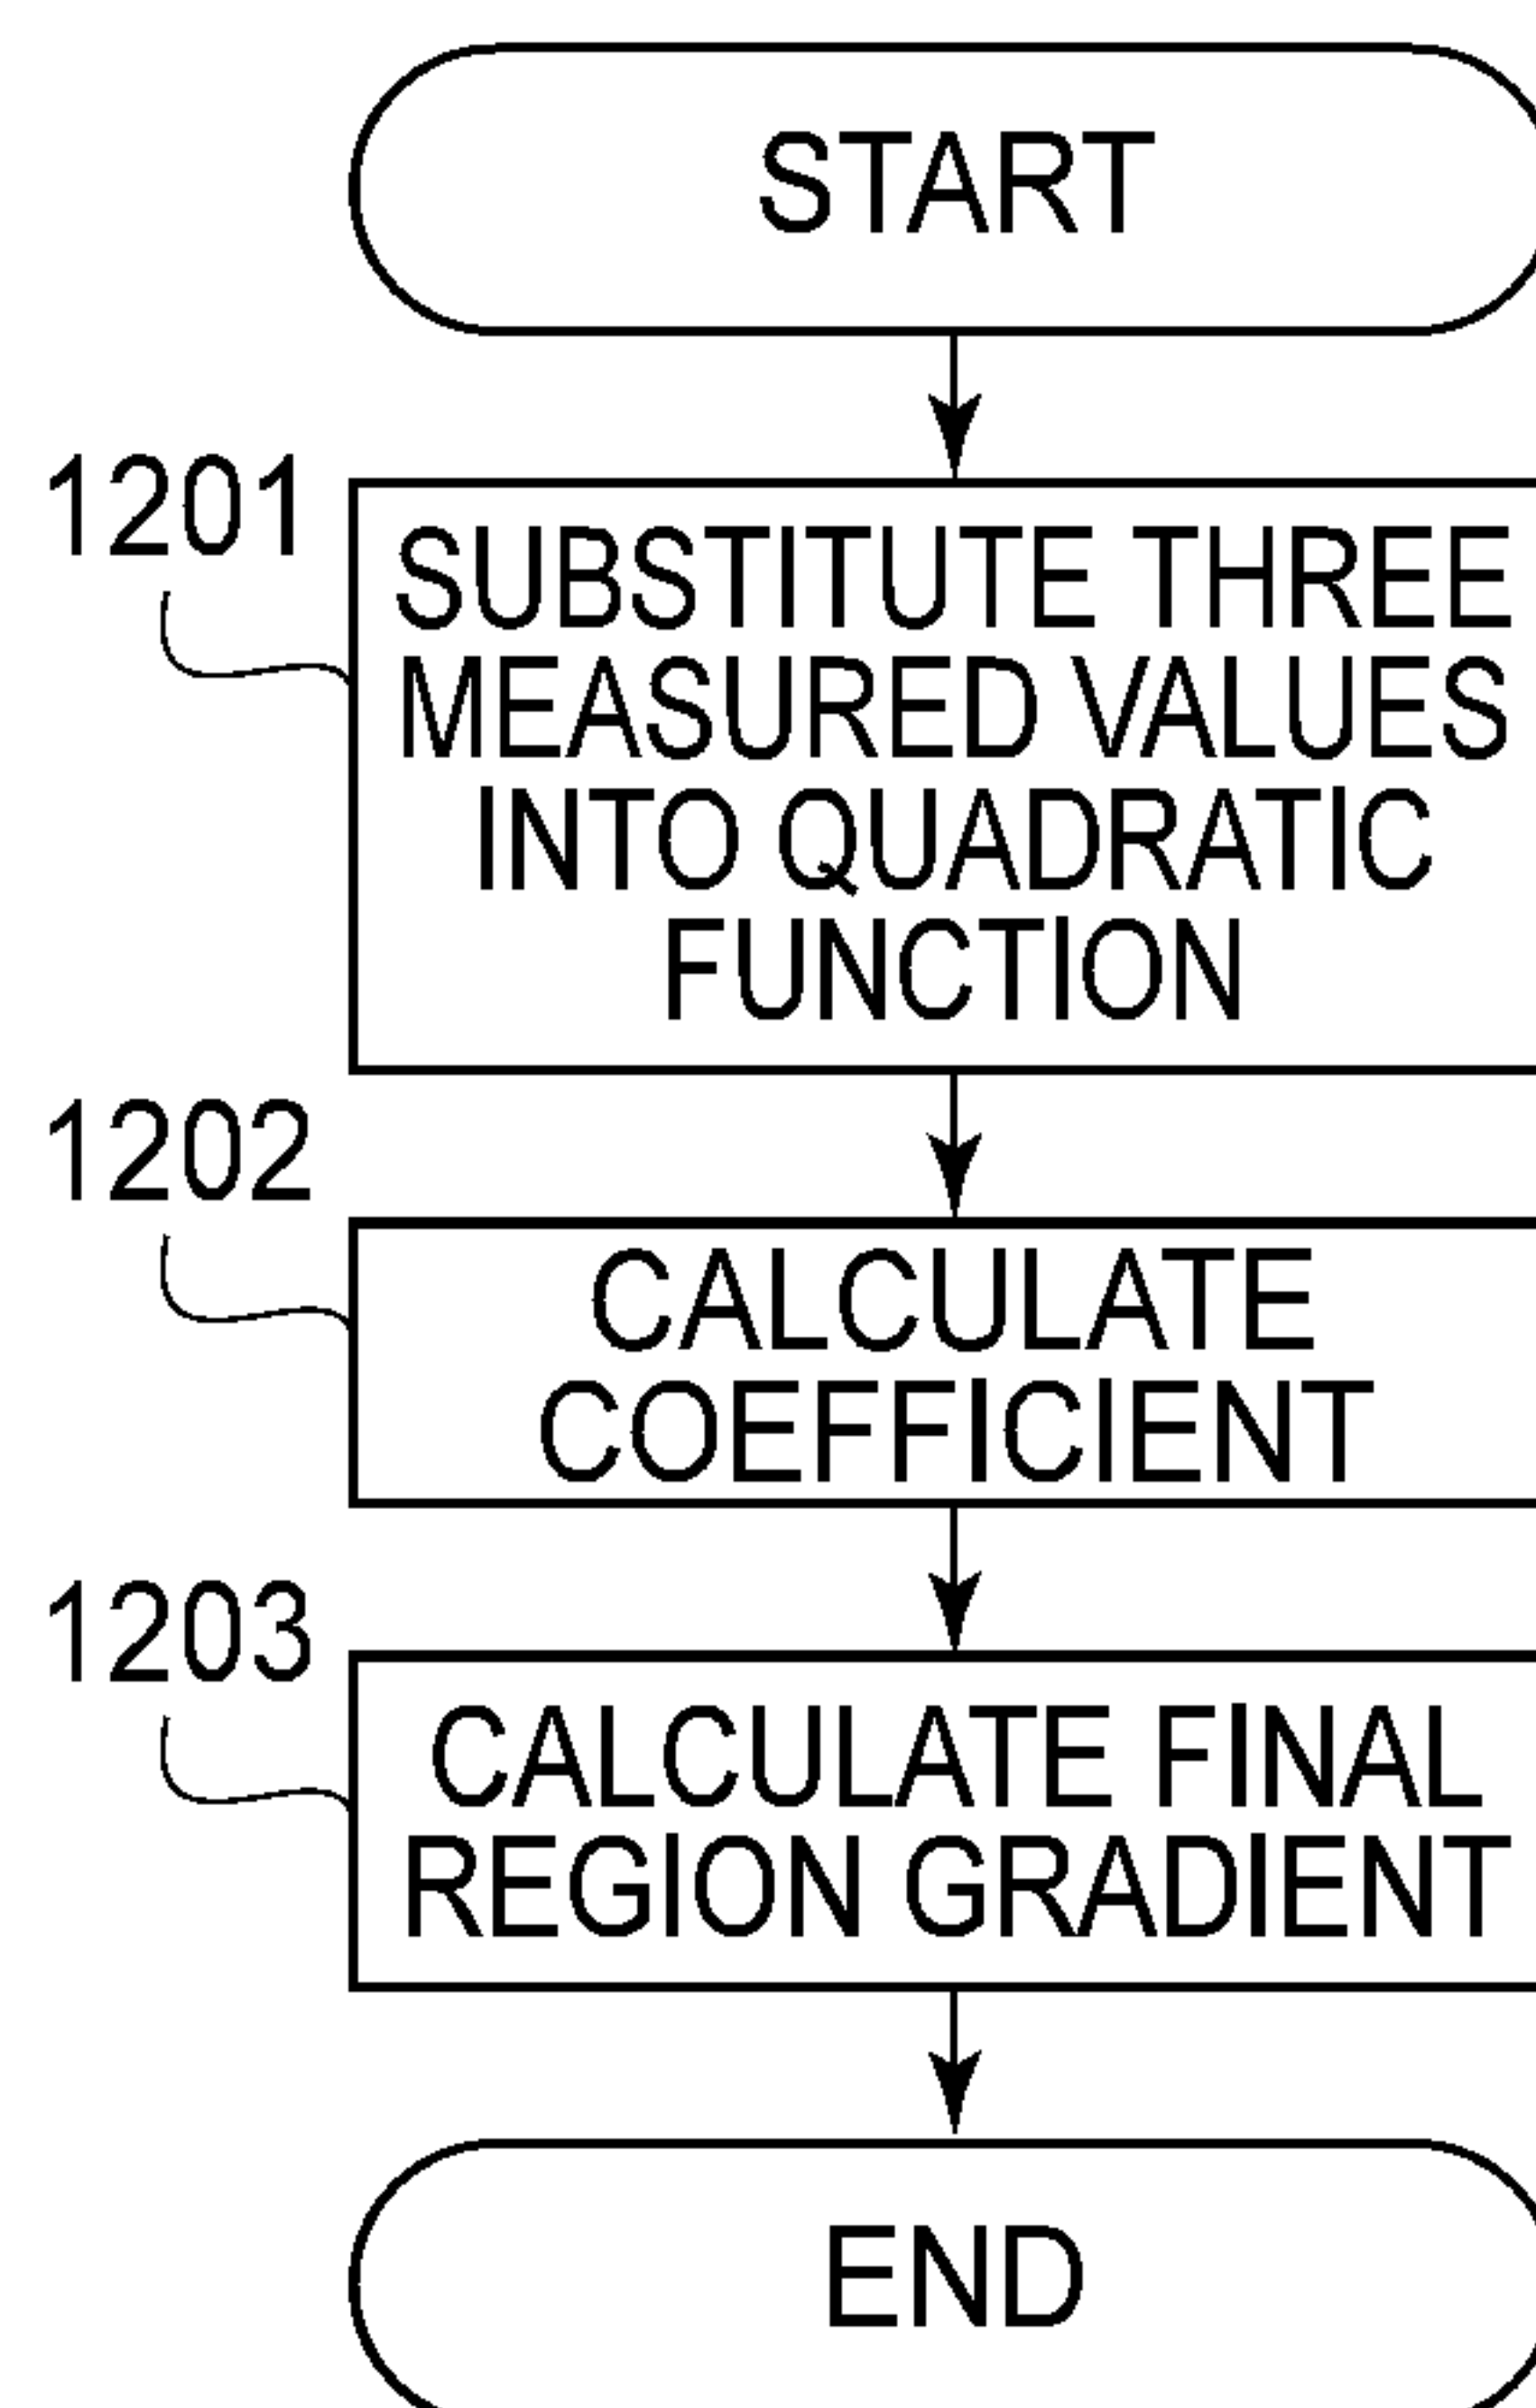 START
1201
SUBSTITUTE THREE
MEASURED VALUES
INTO QUADRATIC
FUNCTION
1202
CALCULATE
COEFFICIENT
1203
CALCULATE FINAL
REGION GRADIENT
END